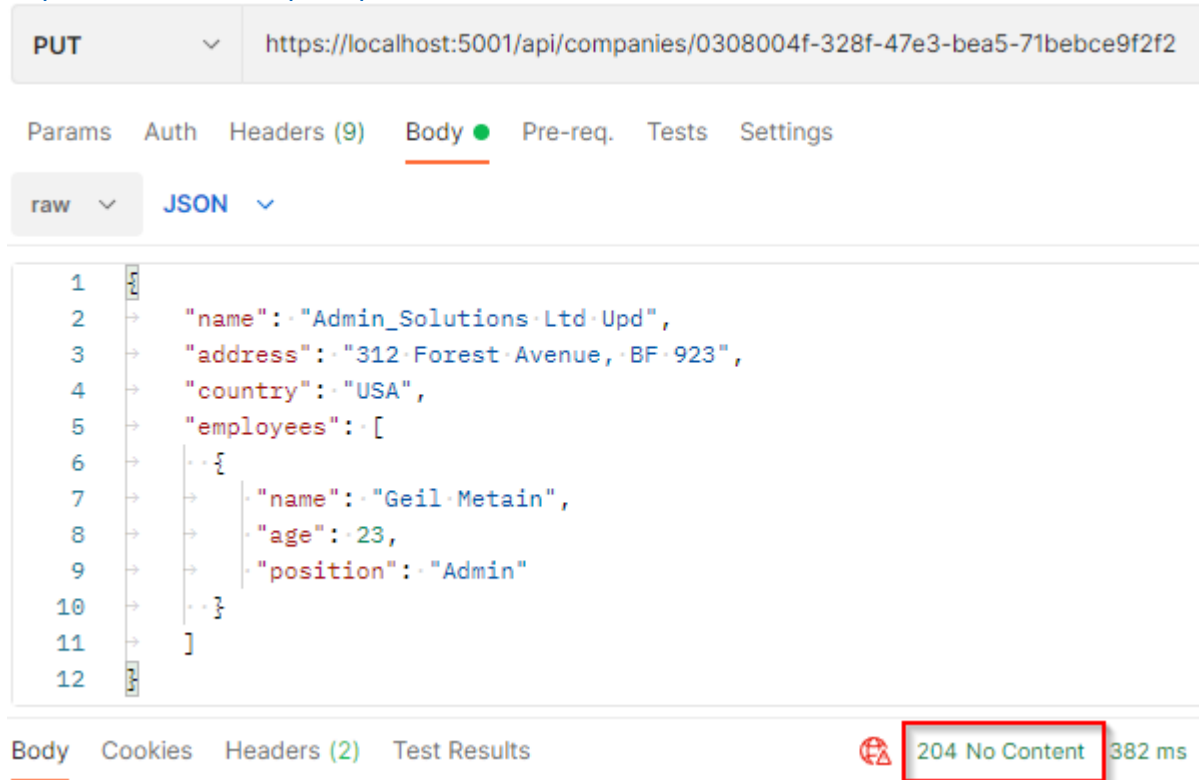 PUT https://localhost:5001/api/companies/0308004f-328f-47e3-bea5-71bebce9f2f2
Params Auth Headers (9) Body Pre-req. Tests Settings
raw JSON
1 {
2 "name": "Admin_Solutions Ltd Upd",
3 "address": "312 Forest Avenue, BF 923",
4 "country": "USA",
5 "employees": [
6 {
7 "name": "Geil Metain",
8 "age": 23,
9 "position": "Admin"
10 }
11 ]
12 }
Body Cookies Headers (2) Test Results 204 No Content 382 ms